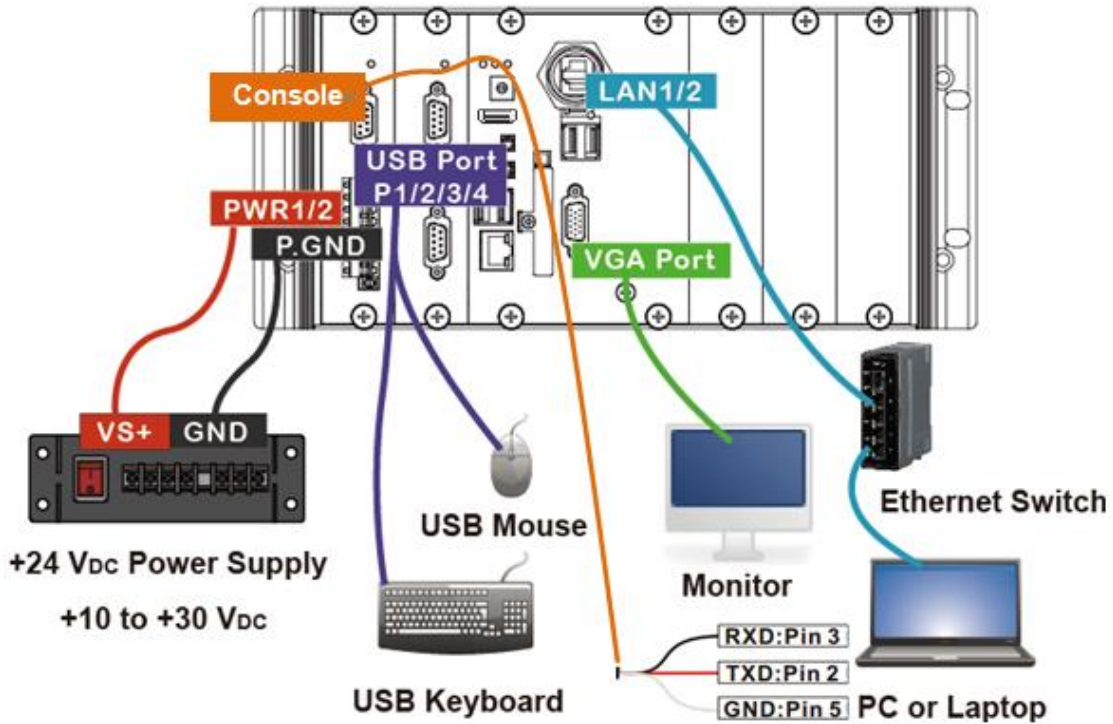 Console
LAN1/2
USB Port
P1/2/3/4
PWR1/2
P.GND
VGA Port
VS+ GND
+24 VDC Power Supply
+10 to +30 VDC
USB Mouse
USB Keyboard
Monitor
Ethernet Switch
RXD:Pin 3
TXD:Pin 2
GND:Pin 5
PC or Laptop